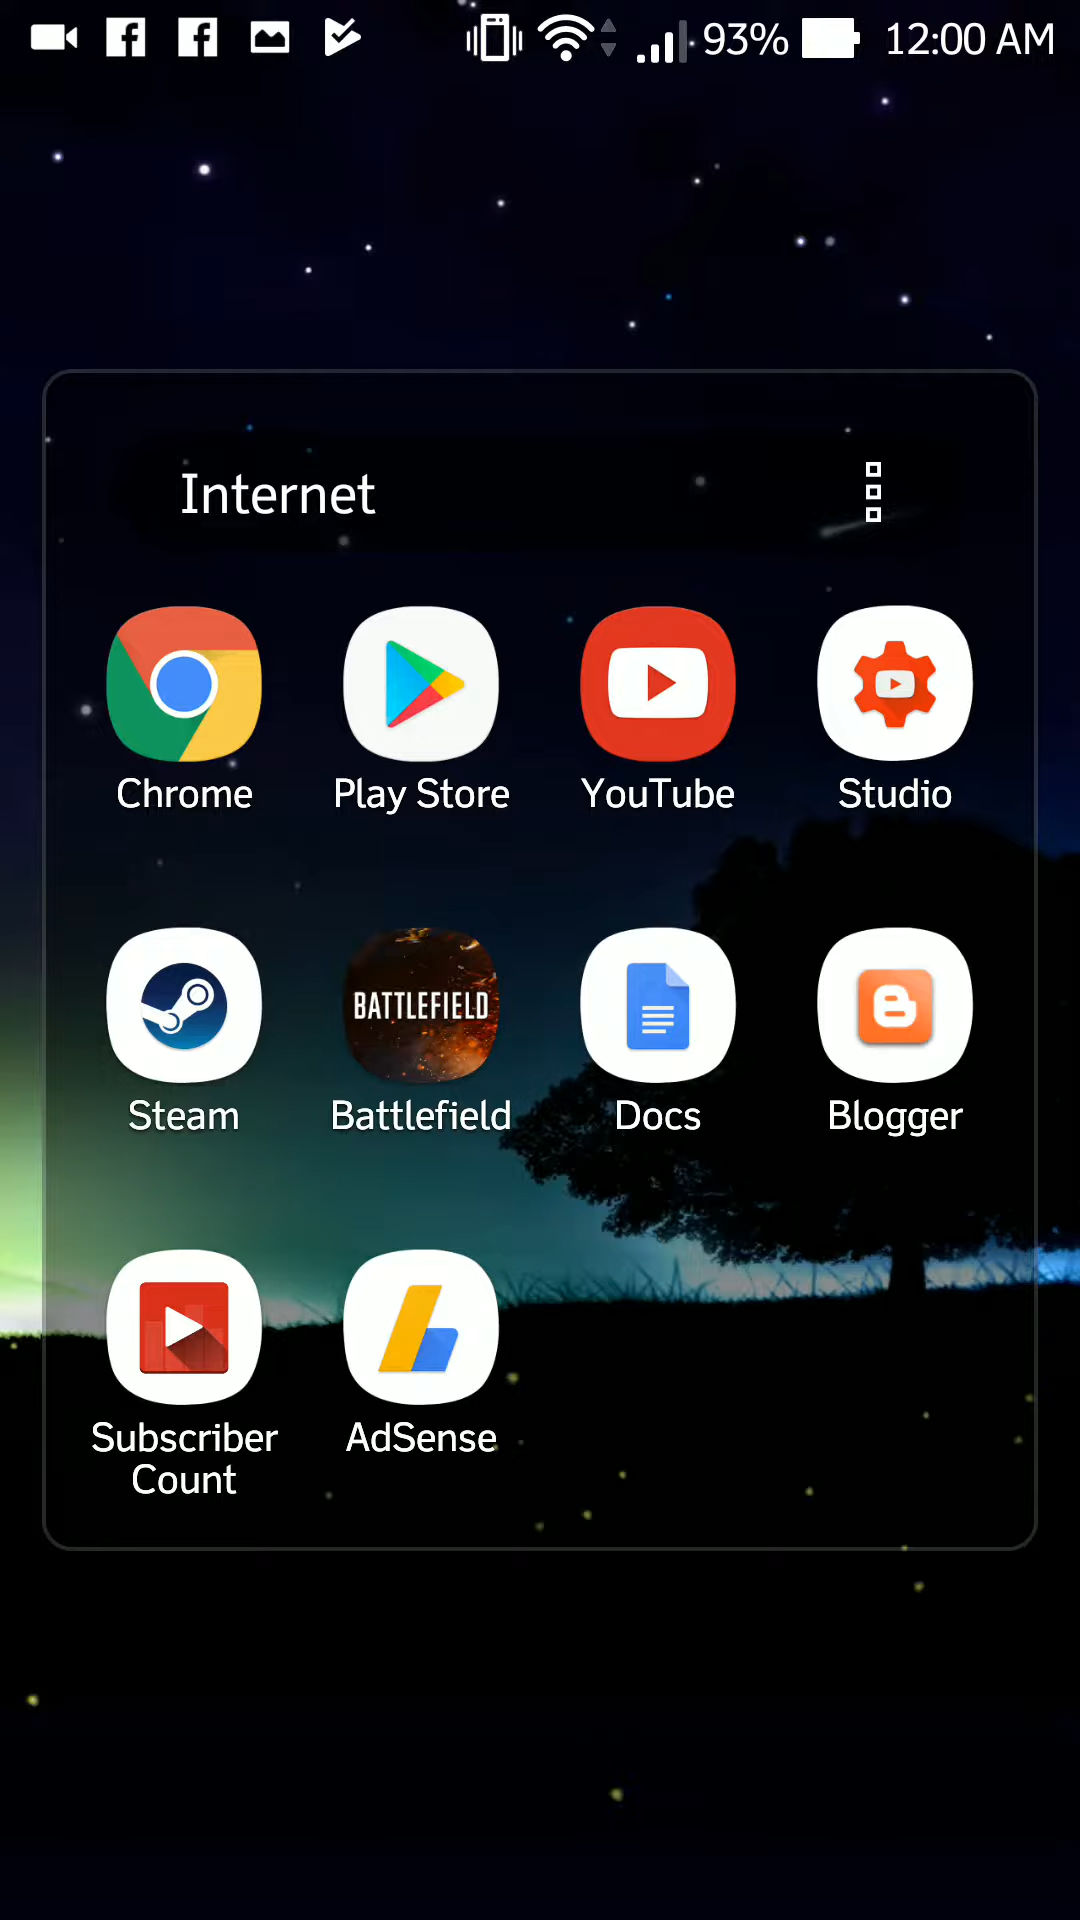 93% 12:00 AM
Internet
Chrome Play Store YouTube Studio
BATTLEFIELD
Steam Battlefield Docs Blogger
Subscriber AdSense
Count